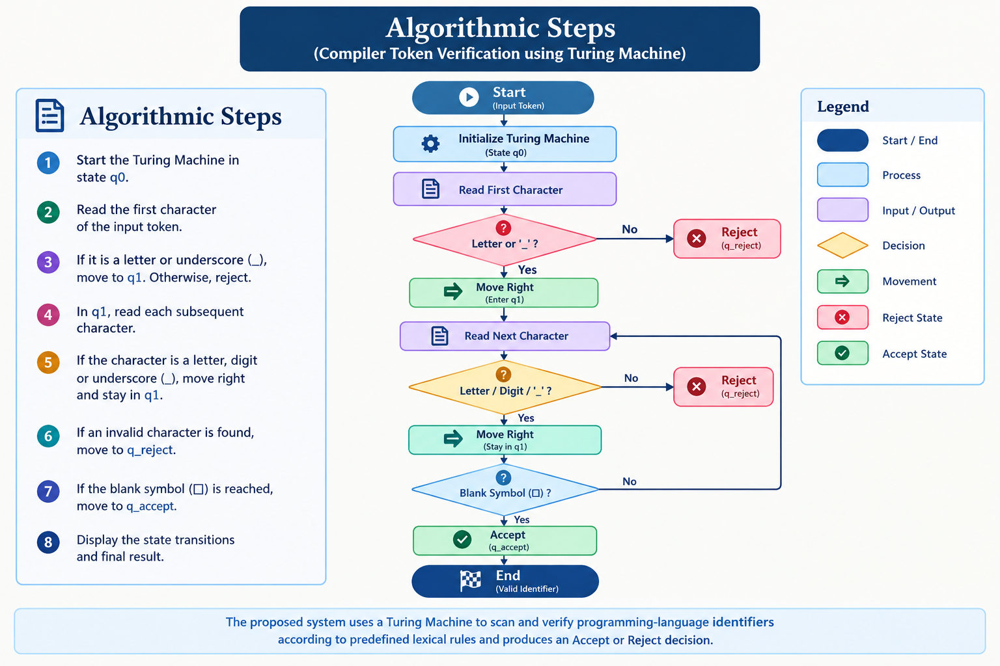 Algorithmic Steps
(Compiler Token Verification using Turing Machine)
Algorithmic Steps
1
Start the Turing Machine in
state q0.
2
Read the first character
of the input token.
3
If it is a letter or underscore (_),
move to q1. Otherwise, reject.
4
In q1, read each subsequent
character.
5
If the character is a letter, digit
or underscore (_), move right
and stay in q1.
6
If an invalid character is found,
move to q_reject.
7
If the blank symbol (□) is reached,
move to q_accept.
8
Display the state transitions
and final result.
Start
(Input Token)
Initialize Turing Machine
(State q0)
Read First Character
?
Letter or '_' ?
No
Reject
(q_reject)
Yes
Move Right
(Enter q1)
Read Next Character
?
Letter / Digit / '_' ?
No
Reject
(q_reject)
Yes
Move Right
(Stay in q1)
?
Blank Symbol (□) ?
No
Yes
Accept
(q_accept)
End
(Valid Identifier)
Legend
Start / End
Process
Input / Output
Decision
Movement
Reject State
Accept State
The proposed system uses a Turing Machine to scan and verify programming-language identifiers
according to predefined lexical rules and produces an Accept or Reject decision.